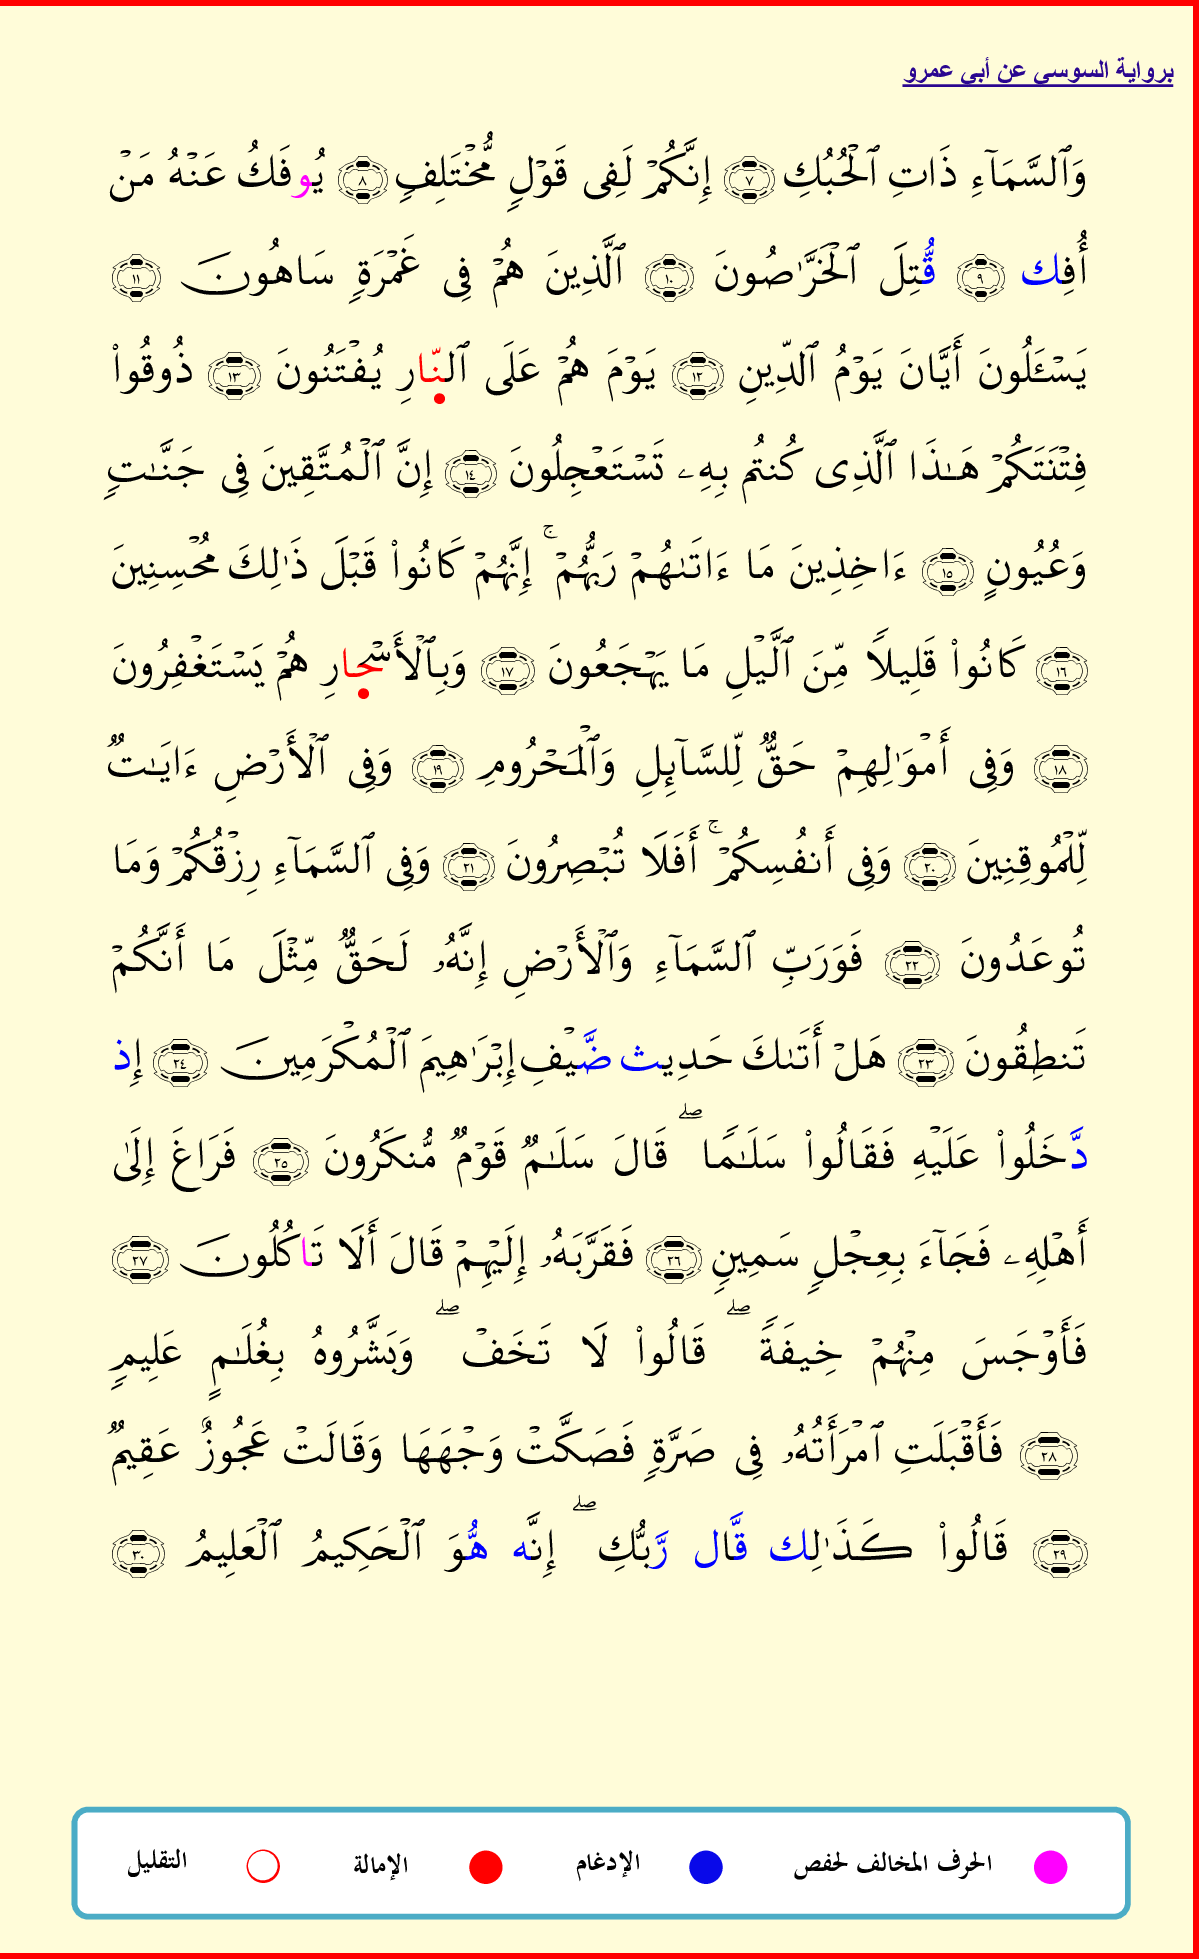 برواية السوسي عن أبي عمرو
وَٱلسَّمَآءِ ذَاتِ ٱلْحُبُكِ ٧ إِنَّكُمْ لَفِى قَوْلٍ مُّخْتَلِفٍ ٨ يُوفَكُ عَنْهُ مَنْ
أُفِك ٩ قُّتِلَ ٱلْخَرَّٰصُونَ ١٠ ٱلَّذِينَ هُمْ فِى غَمْرَةٍ سَاهُونَ ١١
يَسْـَٔلُونَ أَيَّانَ يَوْمُ ٱلدِّينِ ١٢ يَوْمَ هُمْ عَلَى ٱلنّارِ يُفْتَنُونَ ١٣ ذُوقُوا۟
فِتْنَتَكُمْ هَـٰذَا ٱلَّذِى كُنتُم بِهِۦ تَسْتَعْجِلُونَ ١٤ إِنَّ ٱلْمُتَّقِينَ فِى جَنَّـٰتٍ
وَعُيُونٍ ١٥ ءَاخِذِينَ مَا ءَاتَىٰهُمْ رَبُّهُمْ ۚ إِنَّهُمْ كَانُوا۟ قَبْلَ ذَٰلِكَ مُحْسِنِينَ
١٦ كَانُوا۟ قَلِيلًا مِّنَ ٱلَّيْلِ مَا يَهْجَعُونَ ١٧ وَبِٱلْأَسْحارِ هُمْ يَسْتَغْفِرُونَ
١٨ وَفِى أَمْوَٰلِهِمْ حَقٌّ لِّلسَّآئِلِ وَٱلْمَحْرُومِ ١٩ وَفِى ٱلْأَرْضِ ءَايَـٰتٌ
لِّلْمُوقِنِينَ ٢٠ وَفِى أَنفُسِكُمْ ۚ أَفَلَا تُبْصِرُونَ ٢١ وَفِى ٱلسَّمَآءِ رِزْقُكُمْ وَمَا
تُوعَدُونَ ٢٢ فَوَرَبِّ ٱلسَّمَآءِ وَٱلْأَرْضِ إِنَّهُۥ لَحَقٌّ مِّثْلَ مَا أَنَّكُمْ
تَنطِقُونَ ٢٣ هَلْ أَتَىٰكَ حَدِيث ضَّيْفِ إِبْرَٰهِيمَ ٱلْمُكْرَمِينَ ٢٤ إِذ
دَّخَلُوا۟ عَلَيْهِ فَقَالُوا۟ سَلَـٰمًا ۖ قَالَ سَلَـٰمٌ قَوْمٌ مُّنكَرُونَ ٢٥ فَرَاغَ إِلَىٰ
أَهْلِهِۦ فَجَآءَ بِعِجْلٍ سَمِينٍ ٢٦ فَقَرَّبَهُۥ إِلَيْهِمْ قَالَ أَلَا تَاكُلُونَ ٢٧
فَأَوْجَسَ مِنْهُمْ خِيفَةً ۖ قَالُوا۟ لَا تَخَفْ ۖ وَبَشَّرُوهُ بِغُلَـٰمٍ عَلِيمٍ
٢٨ فَأَقْبَلَتِ ٱمْرَأَتُهُۥ فِى صَرَّةٍ فَصَكَّتْ وَجْهَهَا وَقَالَتْ عَجُوزٌ عَقِيمٌ
٢٩ قَالُوا۟ كَذَٰلِك قَّال رَّبُّكِ ۖ إِنَّه هُّوَ ٱلْحَكِيمُ ٱلْعَلِيمُ ٣٠
الحرف المخالف لحفص الإدغام الإمالة التقليل